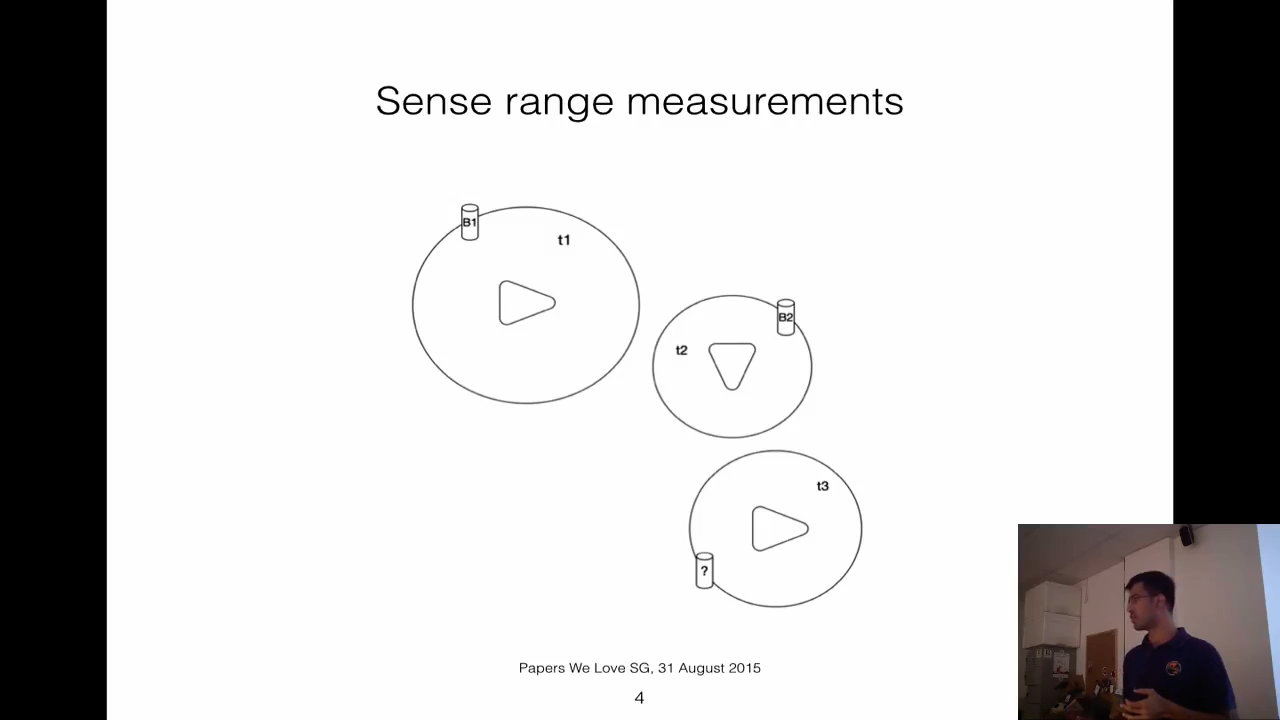 Sense range measurements
B1
t1
B2
t2
t3
?
Papers We Love SG, 31 August 2015
4